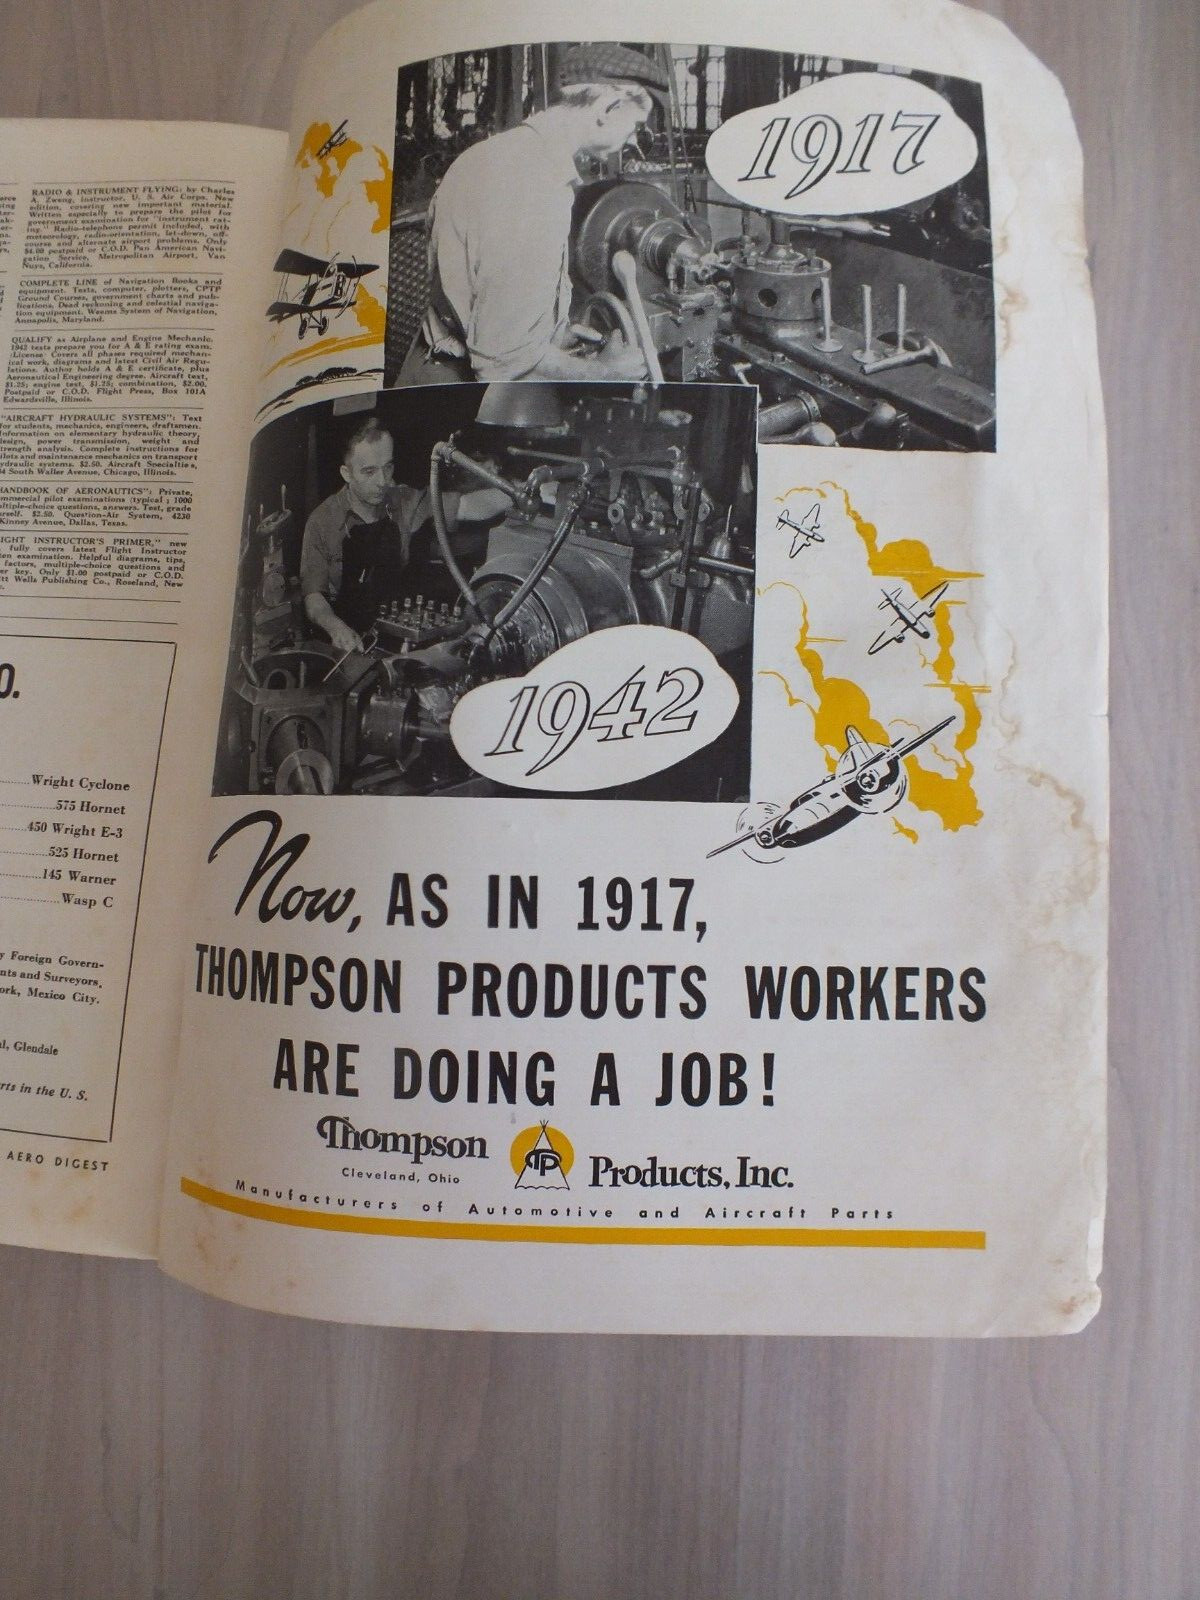 RADIO & INSTRUMENT FLYING: by Charles
A. Zweng, instructor, U. S. Air Corps. New
edition, covering new important material.
Written especially to prepare the pilot for
government examination for "instrument rat-
ing." Radio-telephone permit included, with
meteorology, radio-orientation, let-down, off-
course and alternate airport problems. Only
$4.00 postpaid or C.O.D. Pan American Navi-
gation Service, Metropolitan Airport, Van
Nuys, California.
COMPLETE LINE of Navigation Books and
equipment. Texts, computer, plotters, CPTP
Ground Courses, government charts and pub-
lications, Dead reckoning and celestial naviga-
tion equipment. Weems System of Navigation,
Annapolis, Maryland.
QUALIFY as Airplane and Engine Mechanic.
1942 texts prepare you for A & E rating exam.
License Covers all phases required mechan-
ical work, diagrams and latest Civil Air Regu-
lations. Author holds A & E certificate, plus
Aeronautical Engineering degree. Aircraft text,
$1.25; engine text, $1.25; combination, $2.00.
Postpaid or C.O.D. Flight Press, Box 101A
Edwardsville, Illinois.
"AIRCRAFT HYDRAULIC SYSTEMS": Text
for students, mechanics, engineers, draftsmen.
Information on elementary hydraulic theory,
design, power transmission, weight and
strength analysis. Complete instructions for
pilots and maintenance mechanics on transport
hydraulic systems. $2.50. Aircraft Specialties,
South Waller Avenue, Chicago, Illinois.
HANDBOOK OF AERONAUTICS": Private,
commercial pilot examinations (typical; 1000
multiple-choice questions, answers. Test, grade
$2.50. Question-Air System, 4230
McKinney Avenue, Dallas, Texas.
FLIGHT INSTRUCTOR'S PRIMER," new
fully covers latest Flight Instructor
examination. Helpful diagrams, tips,
factors, multiple-choice questions and
key. Only $1.00 postpaid or C.O.D.
Wells Publishing Co., Roseland, New
O.
Wright Cyclone
575 Hornet
450 Wright E-3
525 Hornet
145 Warner
Wasp C
y Foreign Govern-
nts and Surveyors,
ork, Mexico City.
Glendale
rts in the U. S.
AERO DIGEST
1917
1942
Now, AS IN 1917,
THOMPSON PRODUCTS WORKERS
ARE DOING A JOB!
Thompson TP Products, Inc.
Cleveland, Ohio
Manufacturers of Automotive and Aircraft Parts